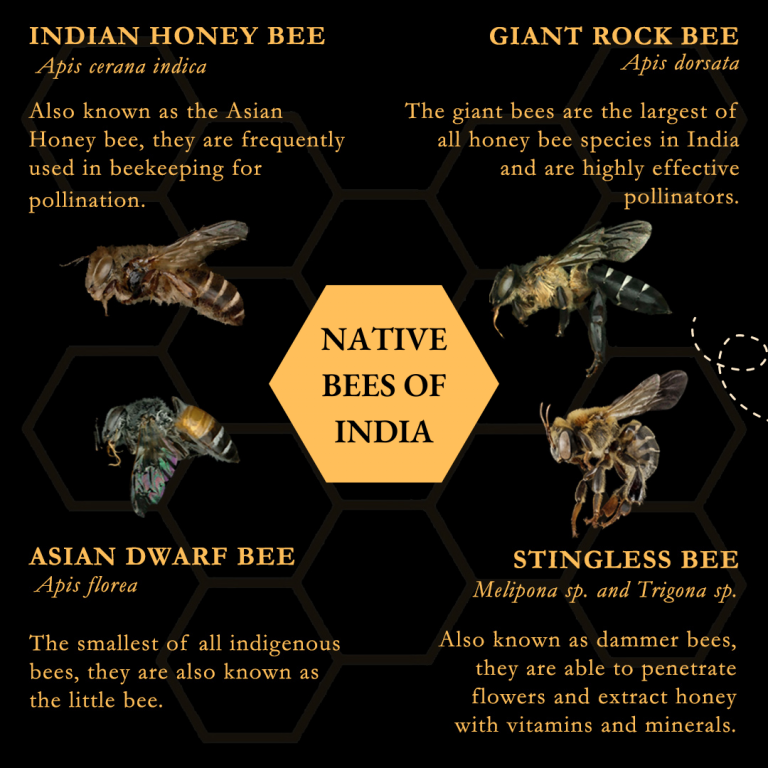 INDIAN HONEY BEE
Apis cerana indica
Also known as the Asian
Honey bee, they are frequently
used in beekeeping for
pollination.
GIANT ROCK BEE
Apis dorsata
The giant bees are the largest of
all honey bee species in India
and are highly effective
pollinators.
NATIVE
BEES OF
INDIA
ASIAN DWARF BEE
Apis florea
The smallest of all indigenous
bees, they are also known as
the little bee.
STINGLESS BEE
Melipona sp. and Trigona sp.
Also known as dammer bees,
they are able to penetrate
flowers and extract honey
with vitamins and minerals.